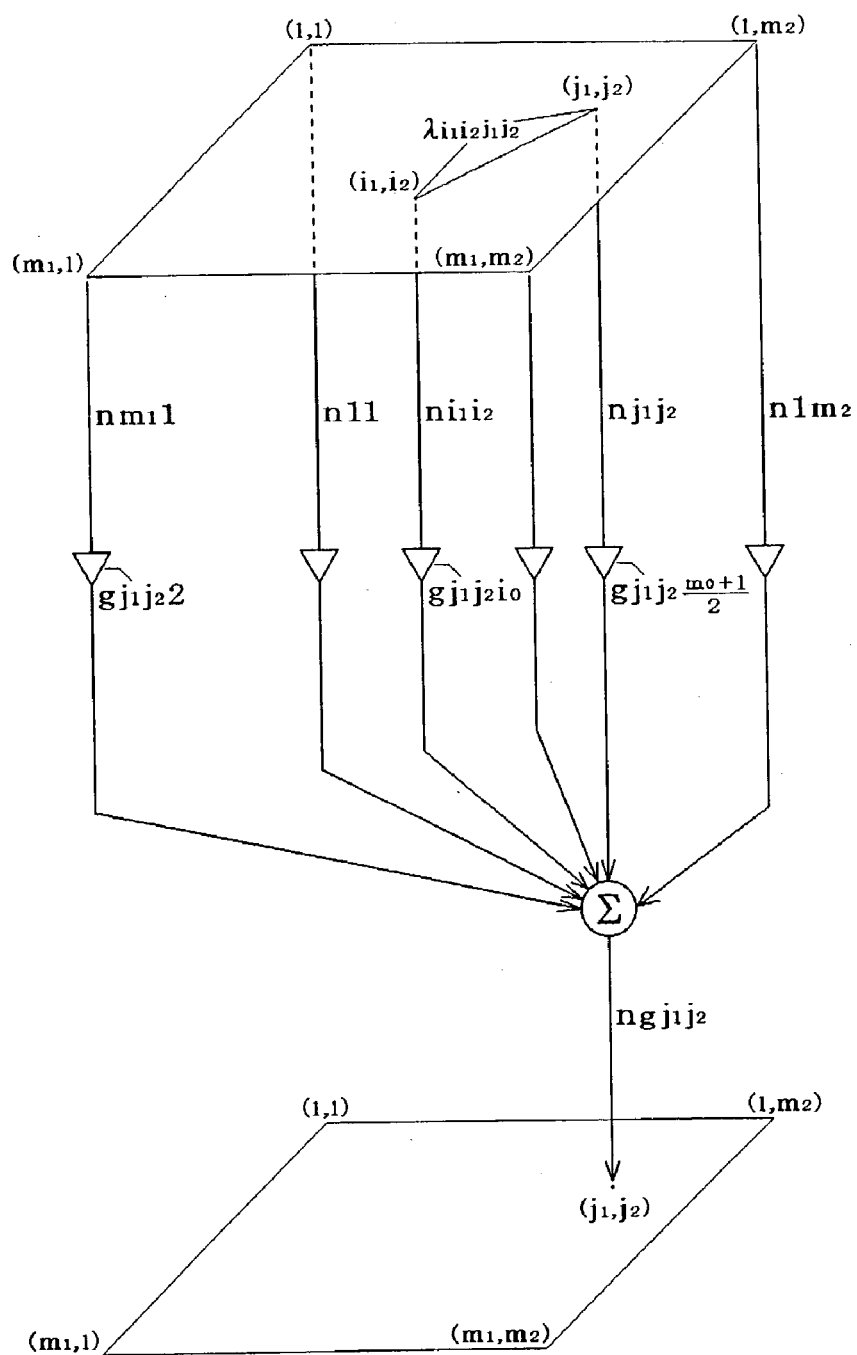 (1,1)
(1,m₂)
(j₁,j₂)
λi₁i₂j₁j₂
(i₁,i₂)
(m₁,1)
(m₁,m₂)
nm₁1
n11
ni₁i₂
nj₁j₂
n1m₂
gj₁j₂2
gj₁j₂i₀
gj₁j₂ m₀+1/2
Σ
ngj₁j₂
(1,1)
(1,m₂)
(j₁,j₂)
(m₁,1)
(m₁,m₂)